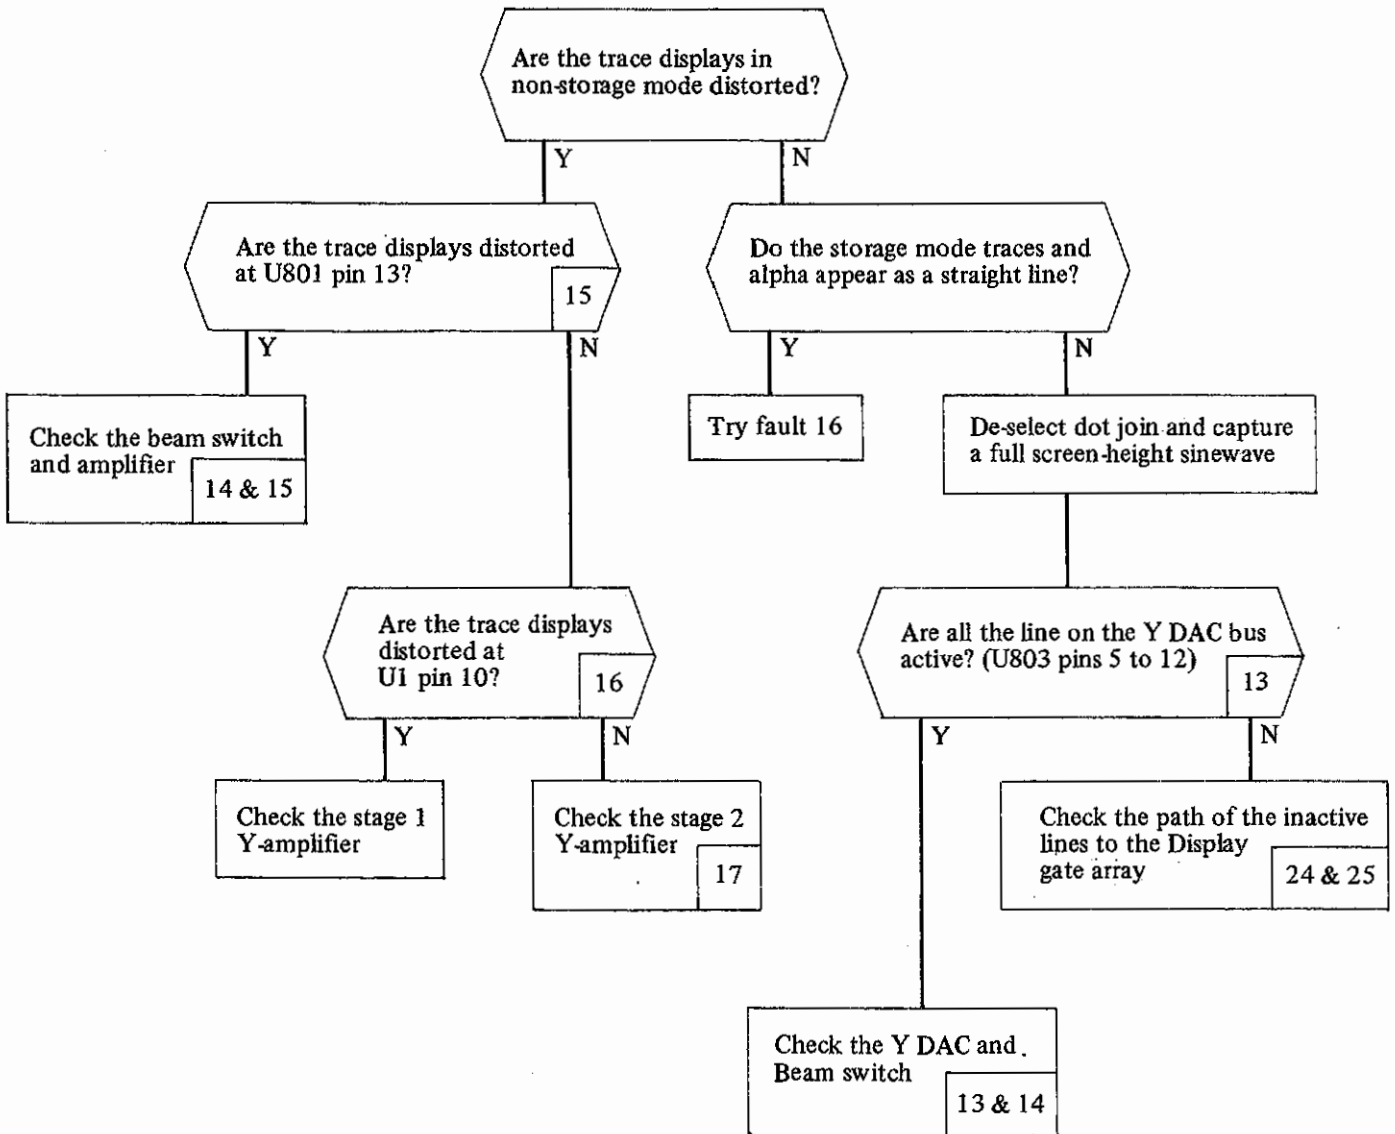 Are the trace displays in
non-storage mode distorted?
Y
N
Are the trace displays distorted
at U801 pin 13?
15
Do the storage mode traces and
alpha appear as a straight line?
Y
N
Y
N
Check the beam switch
and amplifier
14 & 15
Try fault 16
De-select dot join and capture
a full screen-height sinewave
Are the trace displays
distorted at
U1 pin 10?
16
Are all the line on the Y DAC bus
active? (U803 pins 5 to 12)
13
Y
N
Y
N
Check the stage 1
Y-amplifier
Check the stage 2
Y-amplifier
17
Check the path of the inactive
lines to the Display
gate array
24 & 25
Check the Y DAC and.
Beam switch
13 & 14